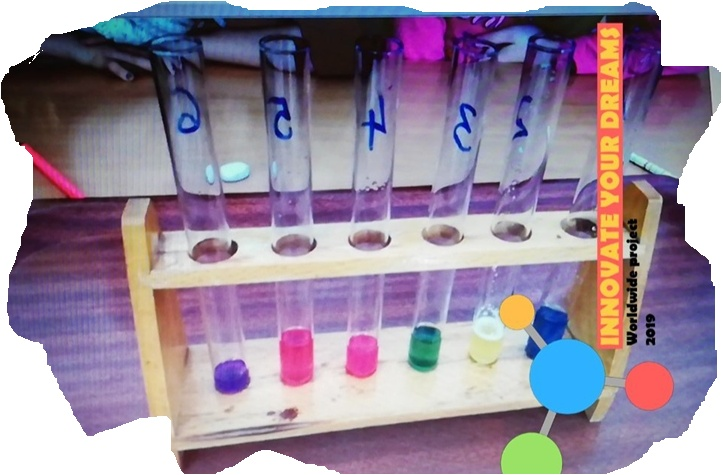 6 5 4 3 2
INNOVATE YOUR DREAMS
Worldwide project
2019